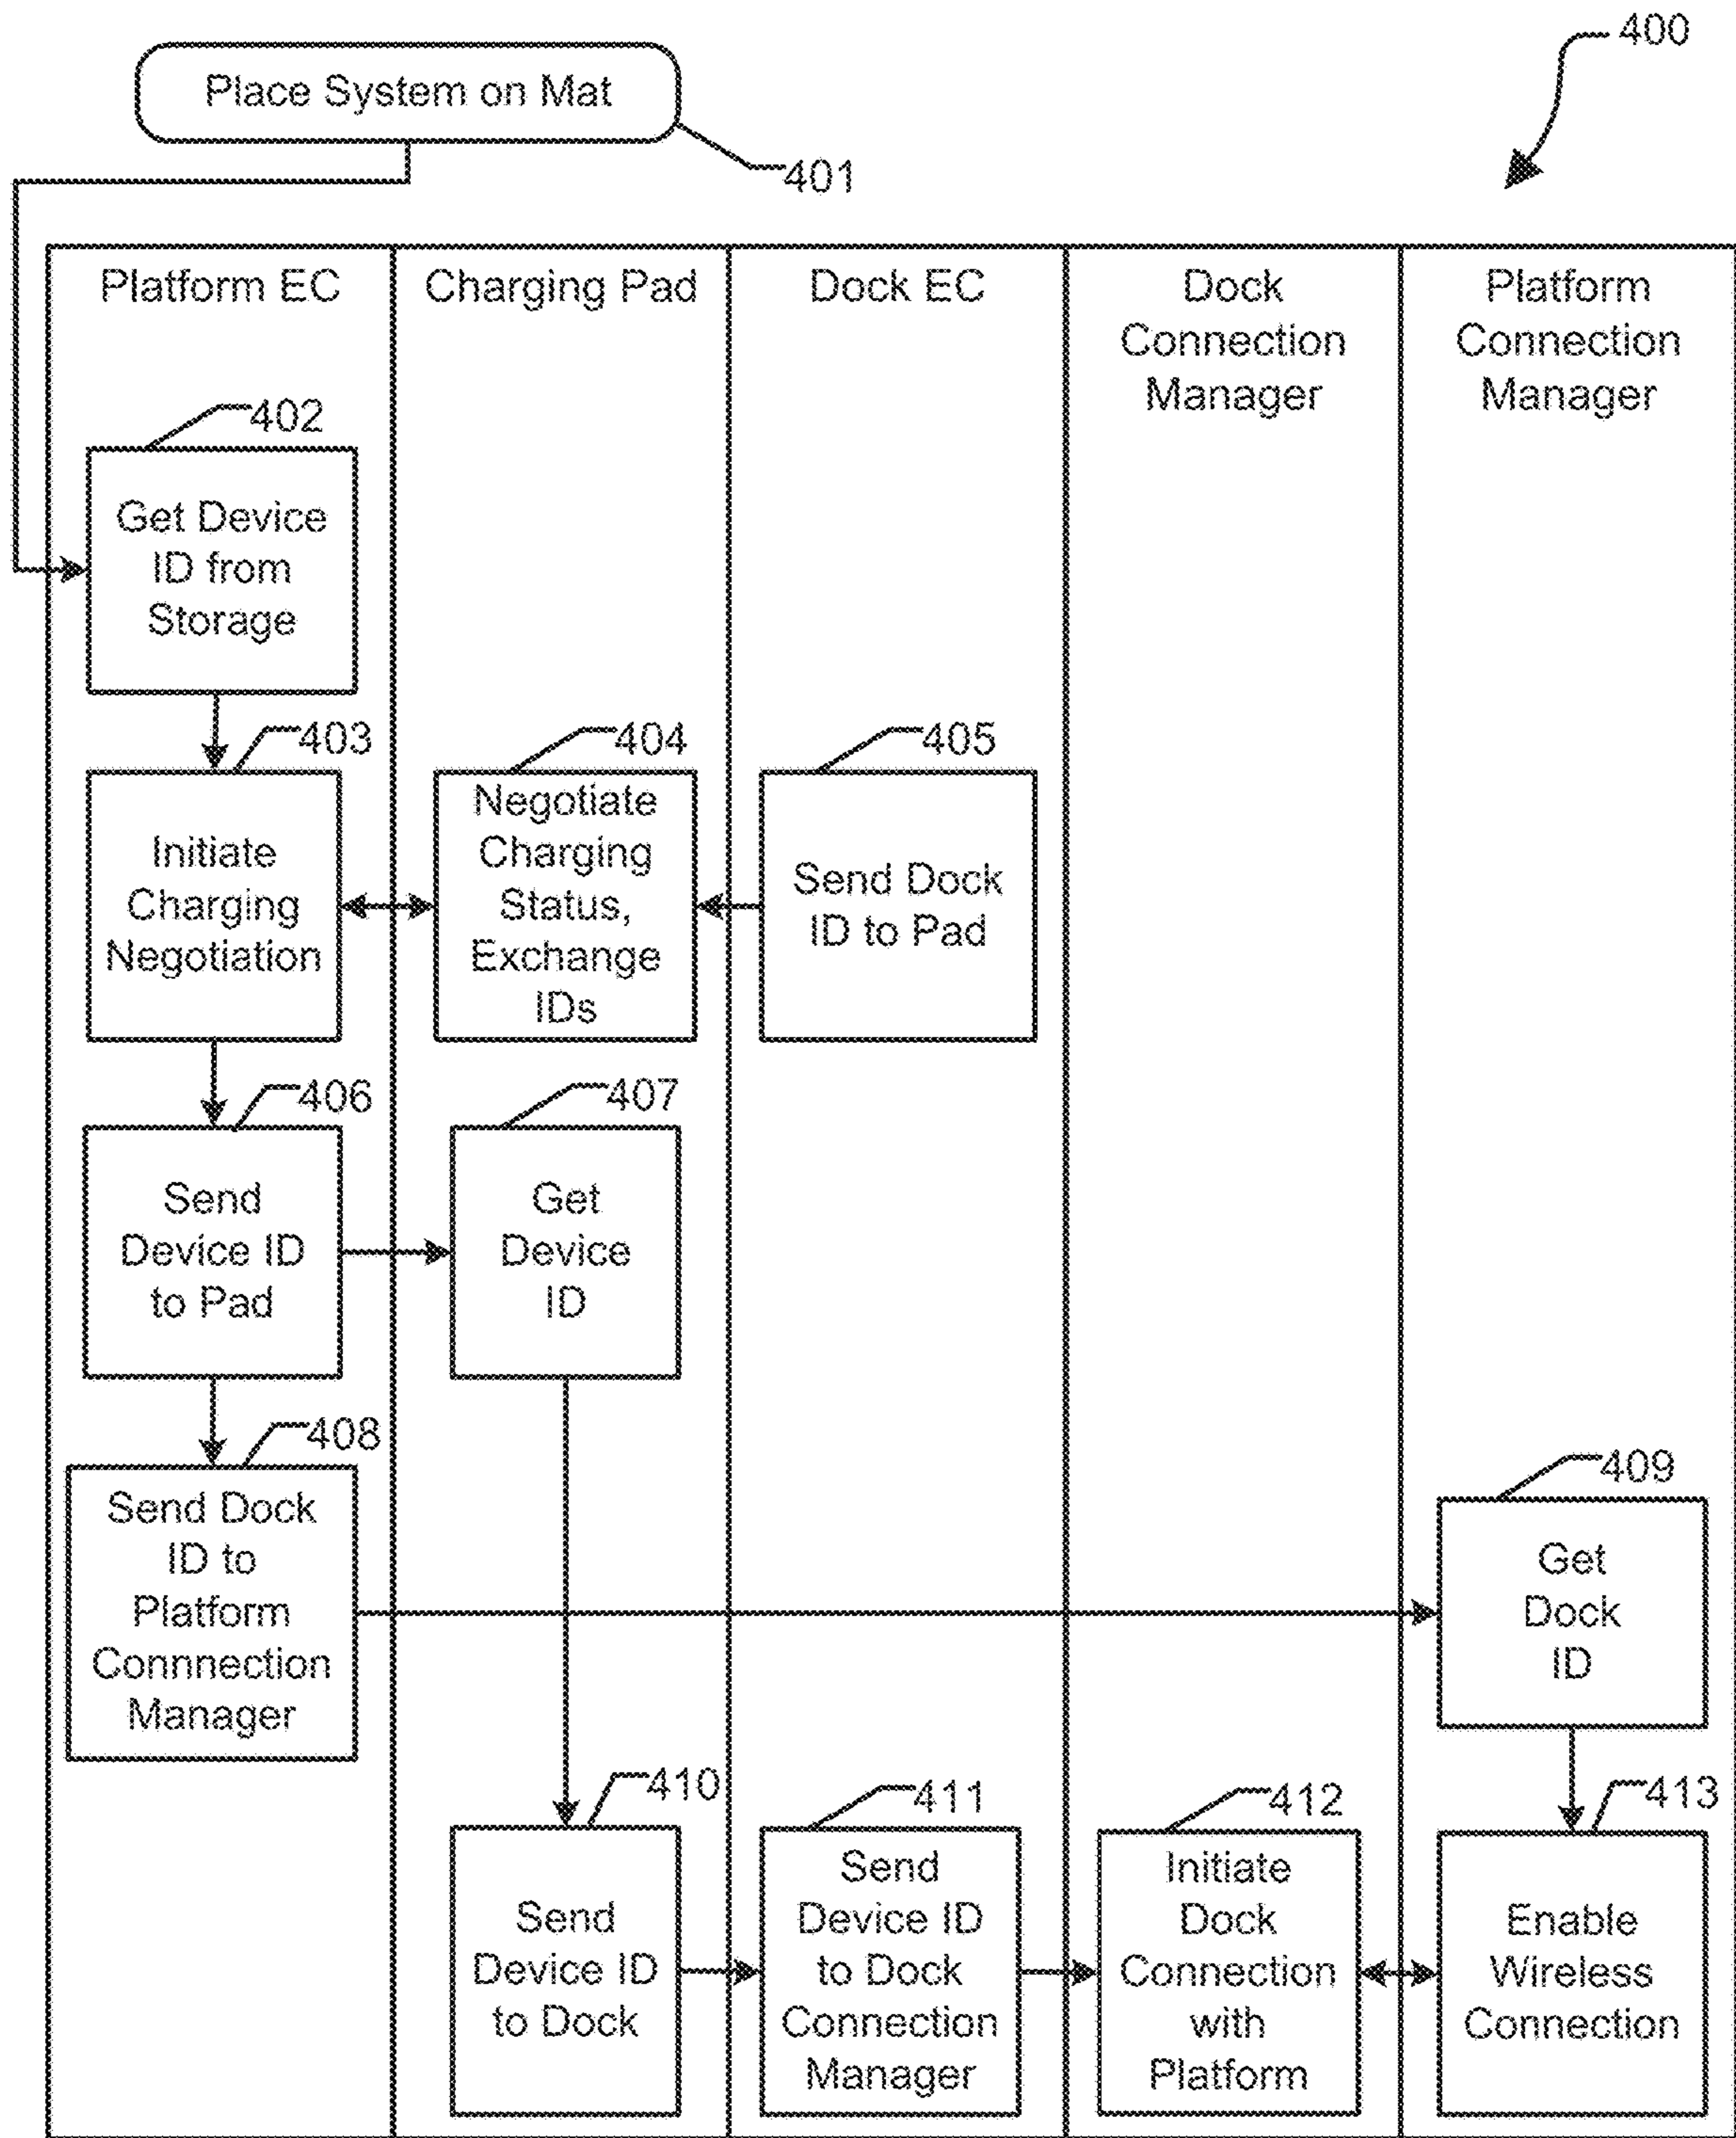 400
Place System on Mat
401
Platform EC
Charging Pad
Dock EC
Dock
Connection
Manager
Platform
Connection
Manager
402
Get Device
ID from
Storage
403
Initiate
Charging
Negotiation
404
Negotiate
Charging
Status,
Exchange
IDs
405
Send Dock
ID to Pad
406
Send
Device ID
to Pad
407
Get
Device
ID
408
Send Dock
ID to
Platform
Connnection
Manager
409
Get
Dock
ID
410
Send
Device ID
to Dock
411
Send
Device ID
to Dock
Connection
Manager
412
Initiate
Dock
Connection
with
Platform
413
Enable
Wireless
Connection